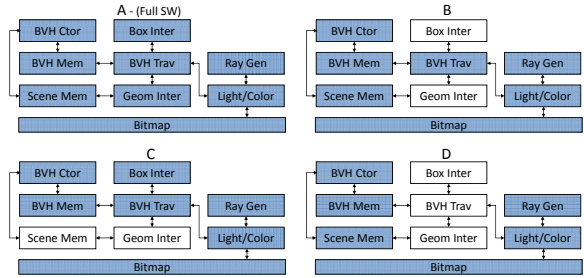 A - (Full SW)
BVH Ctor Box Inter
BVH Mem BVH Trav Ray Gen
Scene Mem Geom Inter Light/Color
Bitmap
B
BVH Ctor Box Inter
BVH Mem BVH Trav Ray Gen
Scene Mem Geom Inter Light/Color
Bitmap
C
BVH Ctor Box Inter
BVH Mem BVH Trav Ray Gen
Scene Mem Geom Inter Light/Color
Bitmap
D
BVH Ctor Box Inter
BVH Mem BVH Trav Ray Gen
Scene Mem Geom Inter Light/Color
Bitmap